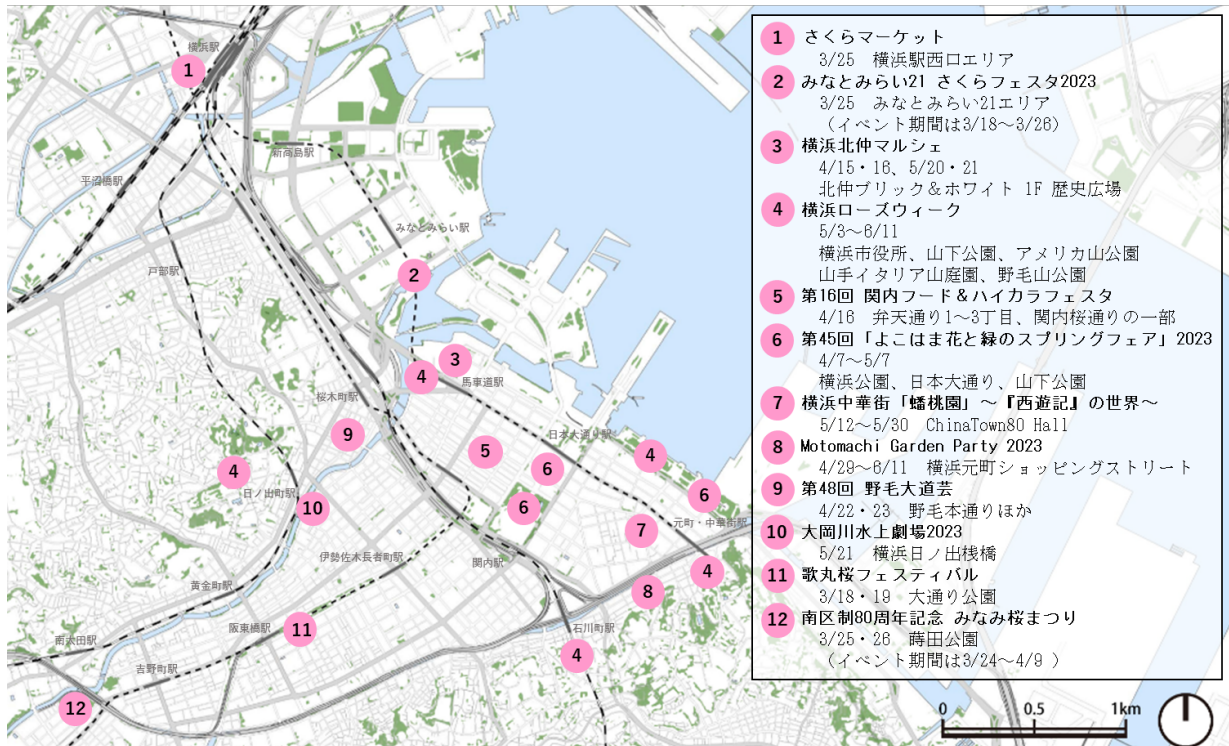 横浜駅
1
新高島駅
平沼橋駅
みなとみらい駅
戸部駅
2
3
4
馬車道駅
桜木町駅
9
日本大通り駅
5
4
6
4
日ノ出町駅
10
6
6
元町・中華街駅
7
伊勢佐木長者町駅
関内駅
4
黄金町駅
8
阪東橋駅
11
石川町駅
南太田駅
4
吉野町駅
12
1 さくらマーケット
3/25 横浜駅西口エリア
2 みなとみらい21 さくらフェスタ2023
3/25 みなとみらい21エリア
(イベント期間は3/18~3/26)
3 横浜北仲マルシェ
4/15・16、5/20・21
北仲ブリック&ホワイト 1F 歴史広場
4 横浜ローズウィーク
5/3~6/11
横浜市役所、山下公園、アメリカ山公園
山手イタリア山庭園、野毛山公園
5 第16回 関内フード&ハイカラフェスタ
4/16 弁天通り1~3丁目、関内桜通りの一部
6 第45回「よこはま花と緑のスプリングフェア」2023
4/7~5/7
横浜公園、日本大通り、山下公園
7 横浜中華街「蟠桃園」~『西遊記』の世界~
5/12~5/30 ChinaTown80 Hall
8 Motomachi Garden Party 2023
4/29~6/11 横浜元町ショッピングストリート
9 第48回 野毛大道芸
4/22・23 野毛本通りほか
10 大岡川水上劇場2023
5/21 横浜日ノ出桟橋
11 歌丸桜フェスティバル
3/18・19 大通り公園
12 南区制80周年記念 みなみ桜まつり
3/25・26 蒔田公園
(イベント期間は3/24~4/9 )
0 0.5 1km